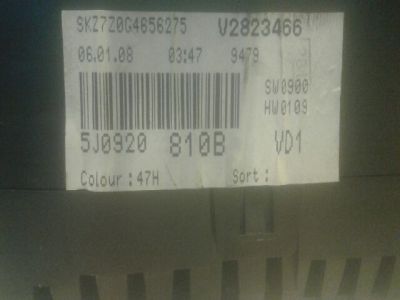 SKZ7Z0G4656275 V2823466
06.01.08 03:47 9479
SW0900
HW0109
5J0920 810B VD1
Colour : 47H Sort :